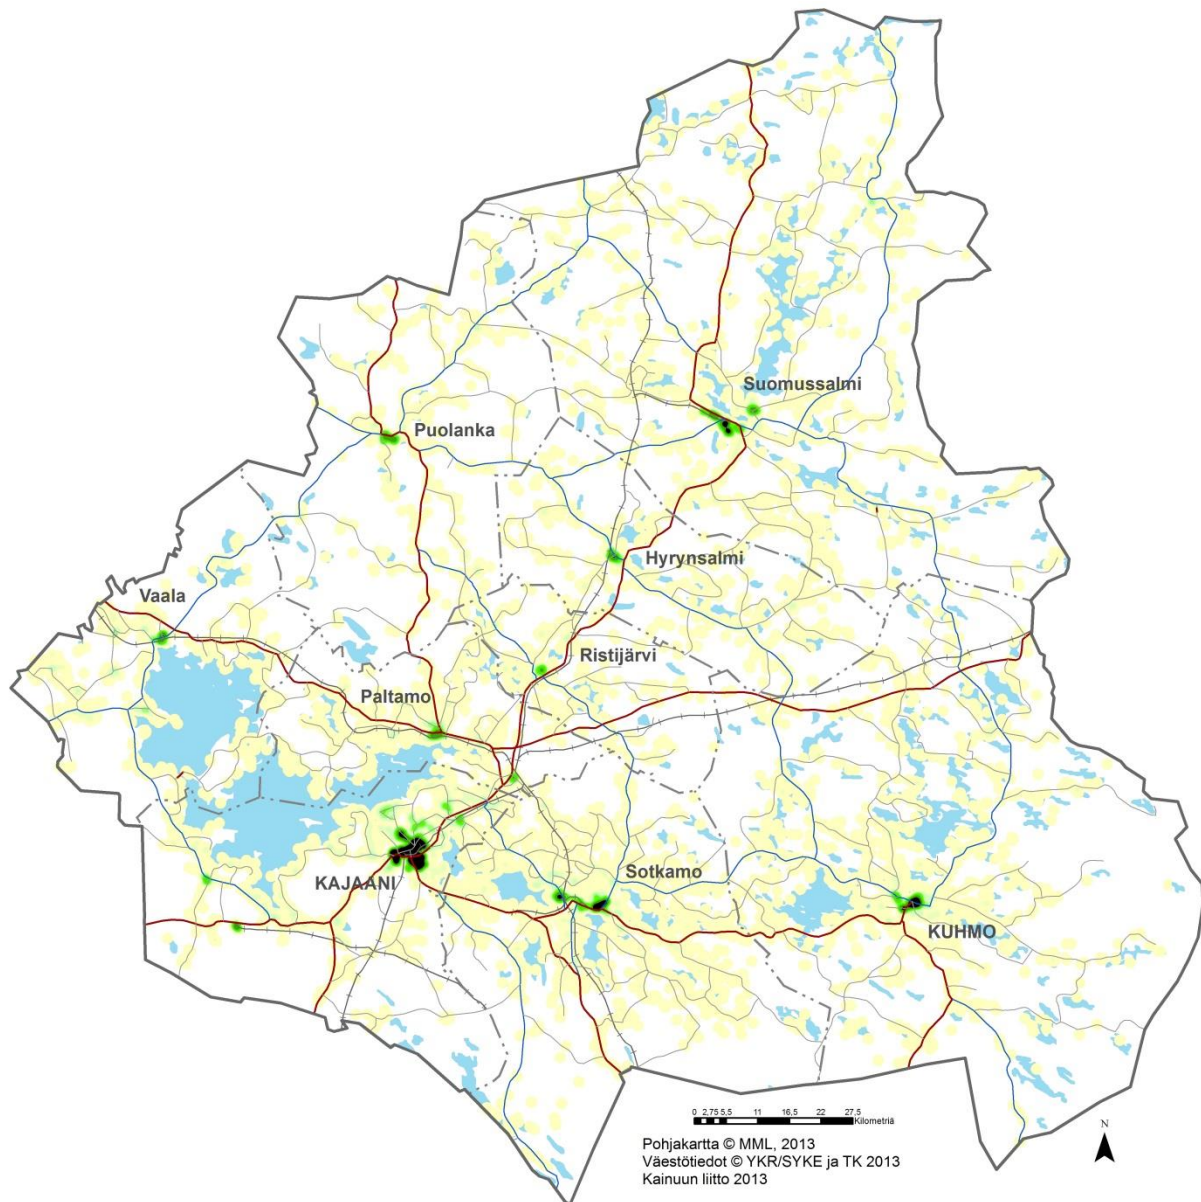 Suomussalmi
Puolanka
Hyrynsalmi
Vaala
Ristijärvi
Paltamo
KAJAANI
Sotkamo
KUHMO
0 2,75 5,5 11 16,5 22 27,5
Kilometriä
N
Pohjakartta © MML, 2013
Väestötiedot © YKR/SYKE ja TK 2013
Kainuun liitto 2013